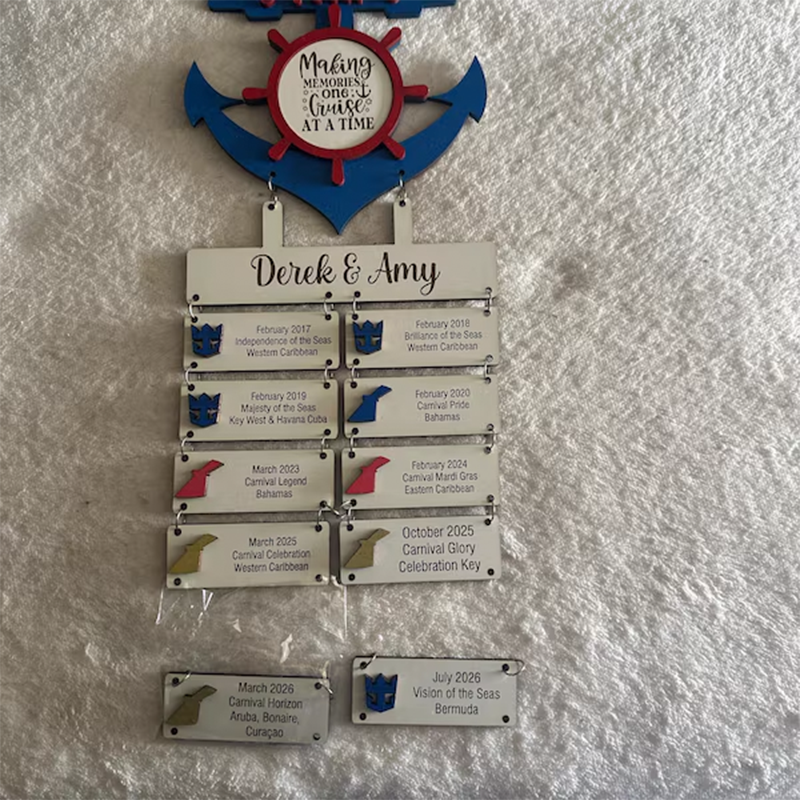 Making
MEMORIES
one
Cruise
AT A TIME
Derek & Amy
February 2017
Independence of the Seas
Western Caribbean
February 2018
Brilliance of the Seas
Western Caribbean
February 2019
Majesty of the Seas
Key West & Havana Cuba
February 2020
Carnival Pride
Bahamas
March 2023
Carnival Legend
Bahamas
February 2024
Carnival Mardi Gras
Eastern Caribbean
March 2025
Carnival Celebration
Western Caribbean
October 2025
Carnival Glory
Celebration Key
March 2026
Carnival Horizon
Aruba, Bonaire,
Curaçao
July 2026
Vision of the Seas
Bermuda